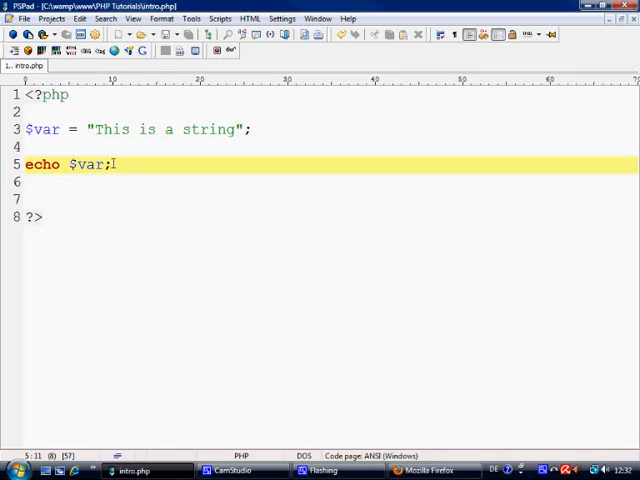 PSPad - [C:\wamp\www\PHP Tutorials\intro.php]
File Projects Edit Search View Format Tools Scripts HTML Settings Window Help
1.. intro.php
0 10 20 30 40 50 60 70
1 <?php
2
3 $var = "This is a string";
4
5 echo $var;
6
7
8 ?>
5 : 11 (8) [57] PHP DOS Code page: ANSI (Windows)
intro.php CamStudio Flashing Mozilla Firefox DE 12:32